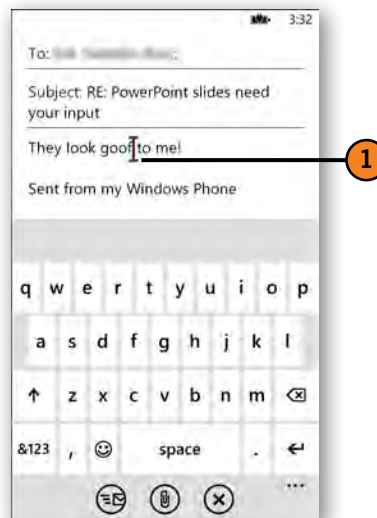 3:32
To:
Subject: RE: PowerPoint slides need
your input
They look goof to me!
1
Sent from my Windows Phone
q w e r t y u i o p
a s d f g h j k l
z x c v b n m
&123 , space .
...